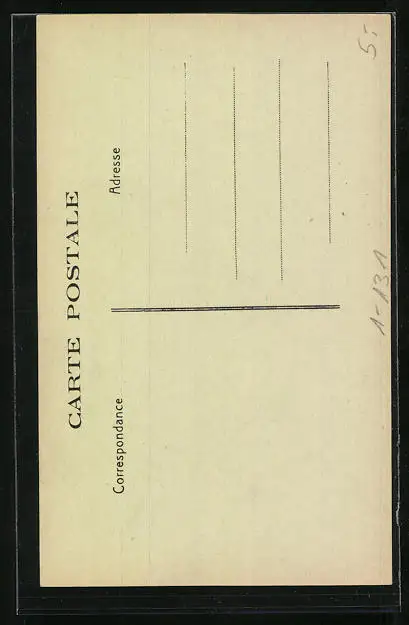 CARTE POSTALE
Correspondance
Adresse
5.-
1-131